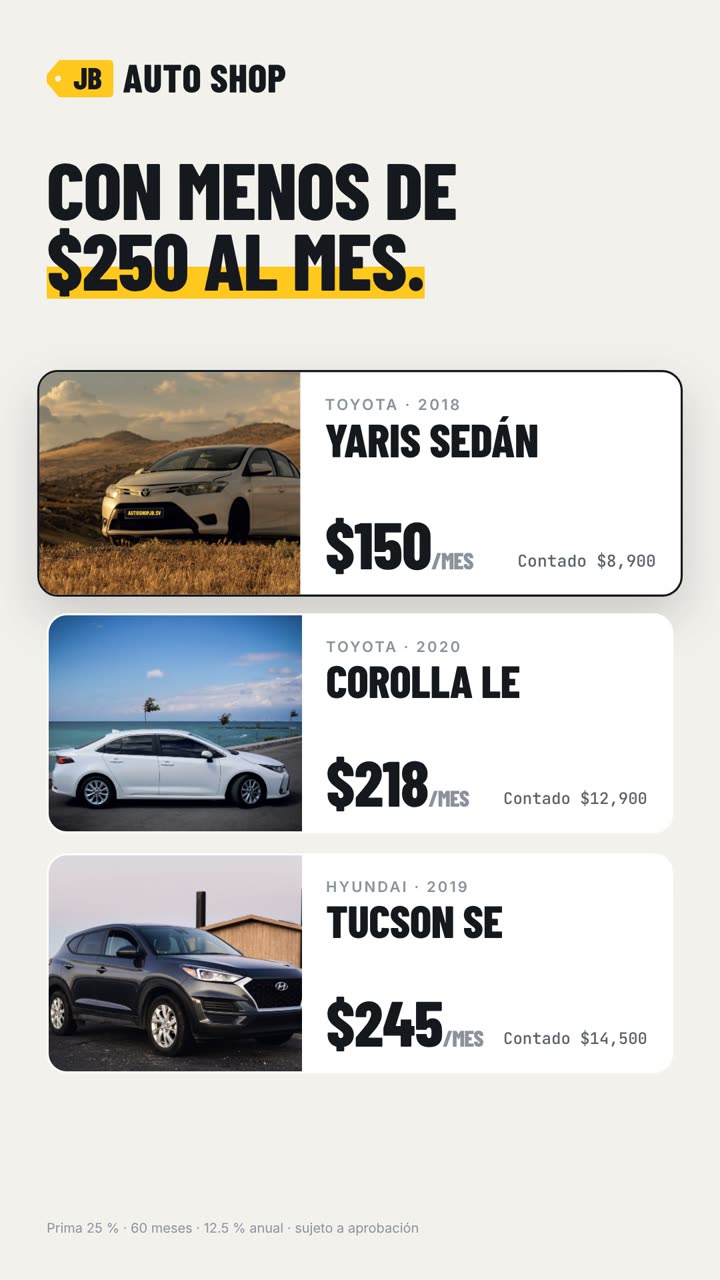 JB AUTO SHOP
CON MENOS DE
$250 AL MES.
TOYOTA · 2018
YARIS SEDÁN
AUTOSHOPJB.SV
$150/MES Contado $8,900
TOYOTA · 2020
COROLLA LE
$218/MES Contado $12,900
HYUNDAI · 2019
TUCSON SE
$245/MES Contado $14,500
Prima 25 % · 60 meses · 12.5 % anual · sujeto a aprobación